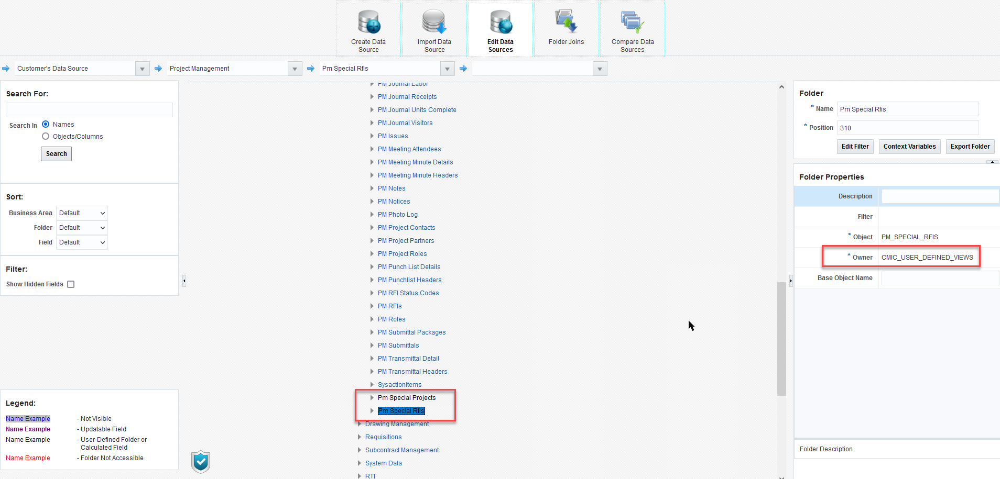 Create Data
Source
Import Data
Source
Edit Data
Sources
Folder Joins
Compare Data
Sources
Customer's Data Source
Project Management
Pm Special Rfis
Search For:
Search In
Names
Objects/Columns
Search
Sort:
Business Area
Default
Folder
Default
Field
Default
Filter:
Show Hidden Fields
Legend:
Name Example - Not Visible
Name Example - Updatable Field
Name Example - User-Defined Folder or
Calculated Field
Name Example - Folder Not Accessible
PM Journal Labor
PM Journal Receipts
PM Journal Units Complete
PM Journal Visitors
PM Issues
PM Meeting Attendees
PM Meeting Minute Details
PM Meeting Minute Headers
PM Notes
PM Notices
PM Photo Log
PM Project Contacts
PM Project Partners
PM Project Roles
PM Punch List Details
PM Punchlist Headers
PM RFI Status Codes
PM RFIs
PM Roles
PM Submittal Packages
PM Submittals
PM Transmittal Detail
PM Transmittal Headers
Sysactionitems
Pm Special Projects
Pm Special Rfis
Drawing Management
Requisitions
Subcontract Management
System Data
RTI
Folder
* Name Pm Special Rfis
* Position 310
Edit Filter
Context Variables
Export Folder
Folder Properties
Description
Filter
* Object PM_SPECIAL_RFIS
* Owner CMIC_USER_DEFINED_VIEWS
Base Object Name
Folder Description